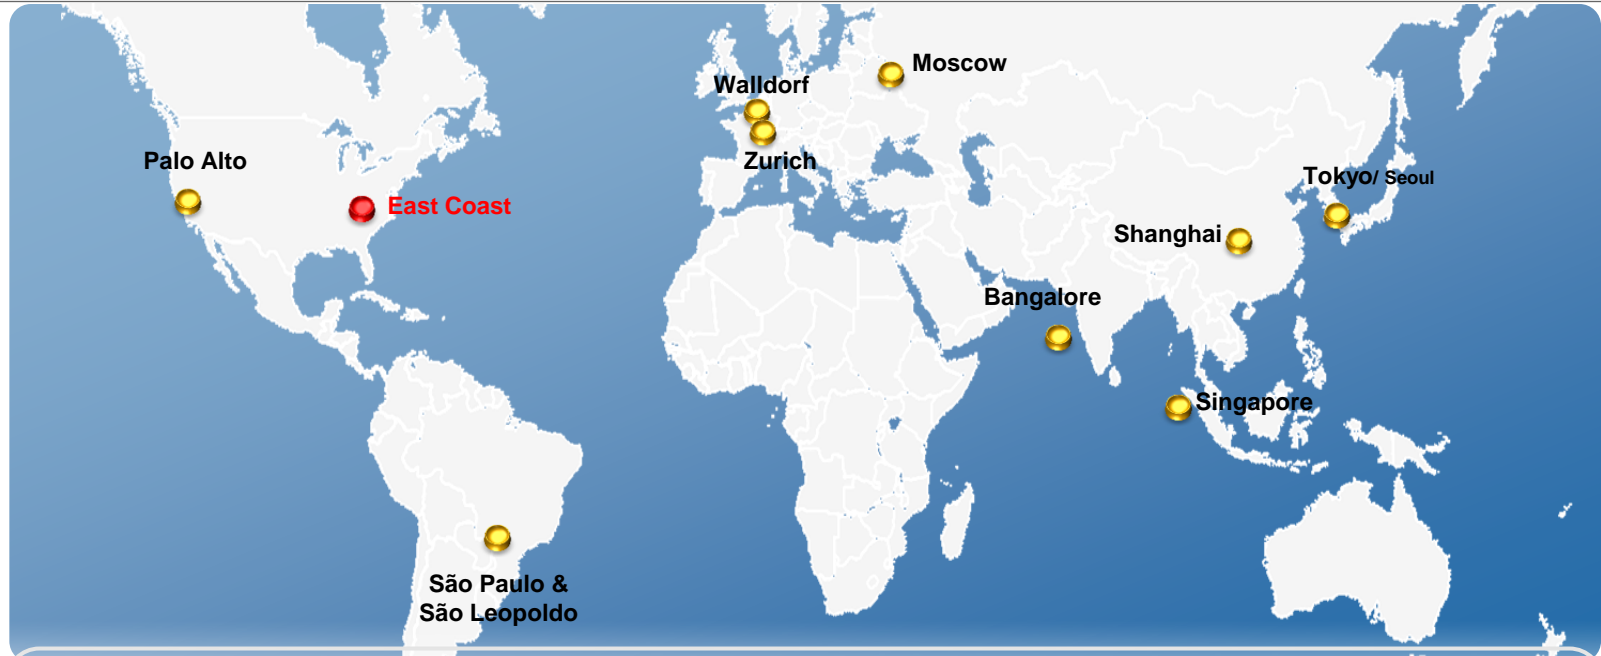 Moscow
Walldorf
Palo Alto
Zurich
Tokyo/ Seoul
East Coast
Shanghai
Bangalore
Singapore
São Paulo &
São Leopoldo